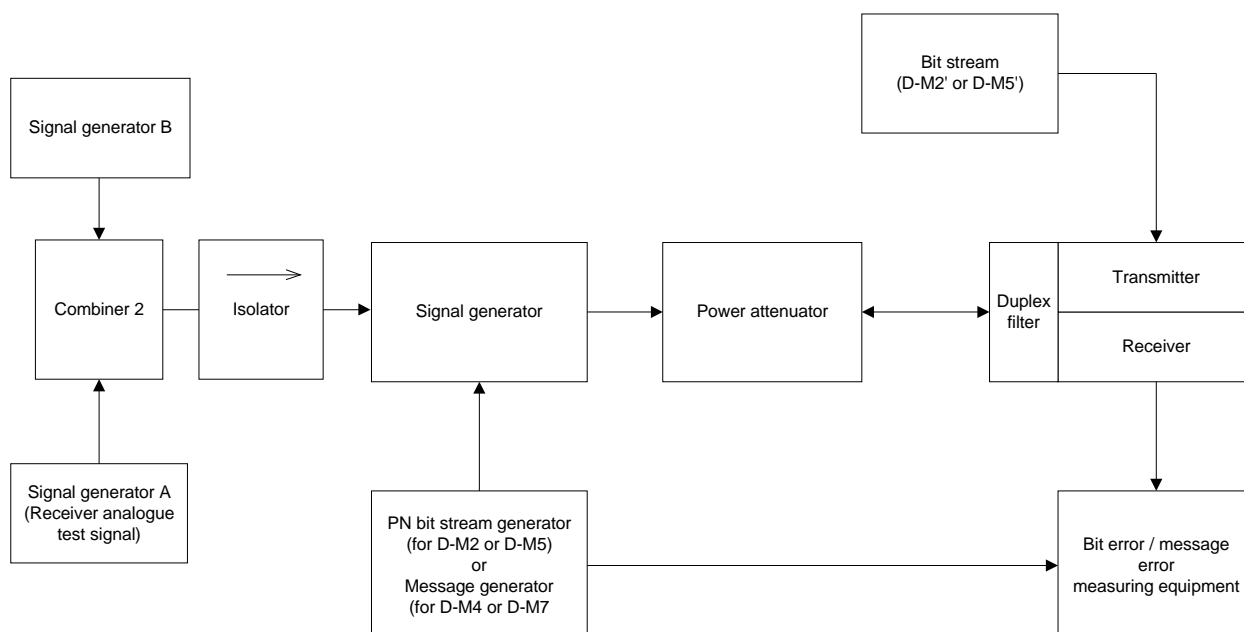 Bit stream
(D-M2' or D-M5')
Signal generator B
Combiner 2
Isolator
Signal generator
Power attenuator
Duplex
filter
Transmitter
Receiver
Signal generator A
(Receiver analogue
test signal)
PN bit stream generator
(for D-M2 or D-M5)
or
Message generator
(for D-M4 or D-M7
Bit error / message
error
measuring equipment